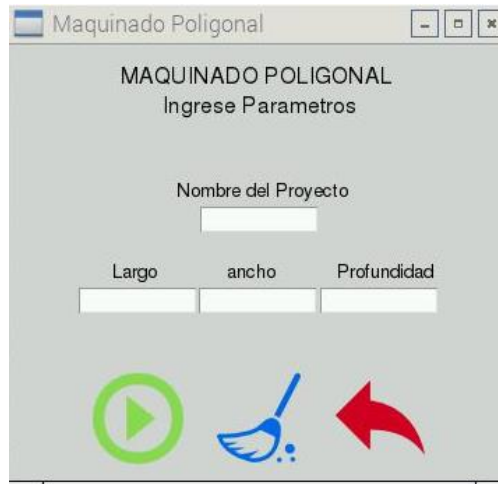 Maquinado Poligonal
MAQUINADO POLIGONAL
Ingrese Parametros
Nombre del Proyecto
Largo ancho Profundidad